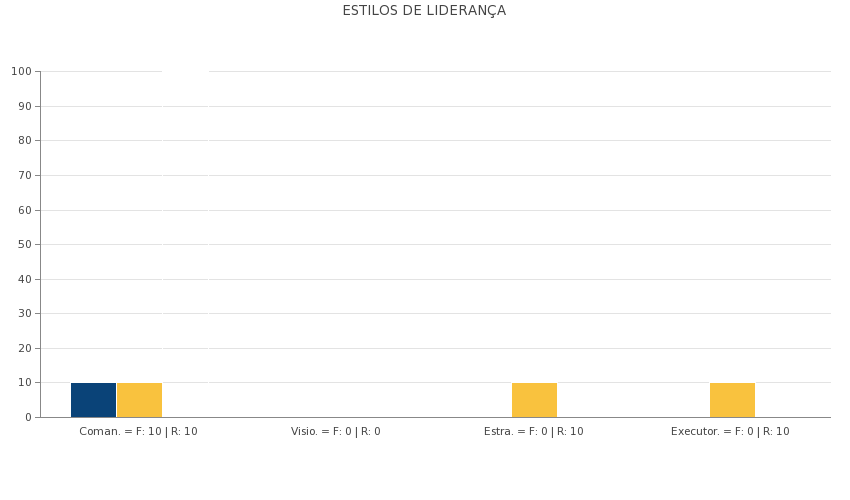 ESTILOS DE LIDERANÇA
100
90
80
70
60
50
40
30
20
10
0
Coman. = F: 10 | R: 10
Visio. = F: 0 | R: 0
Estra. = F: 0 | R: 10
Executor. = F: 0 | R: 10